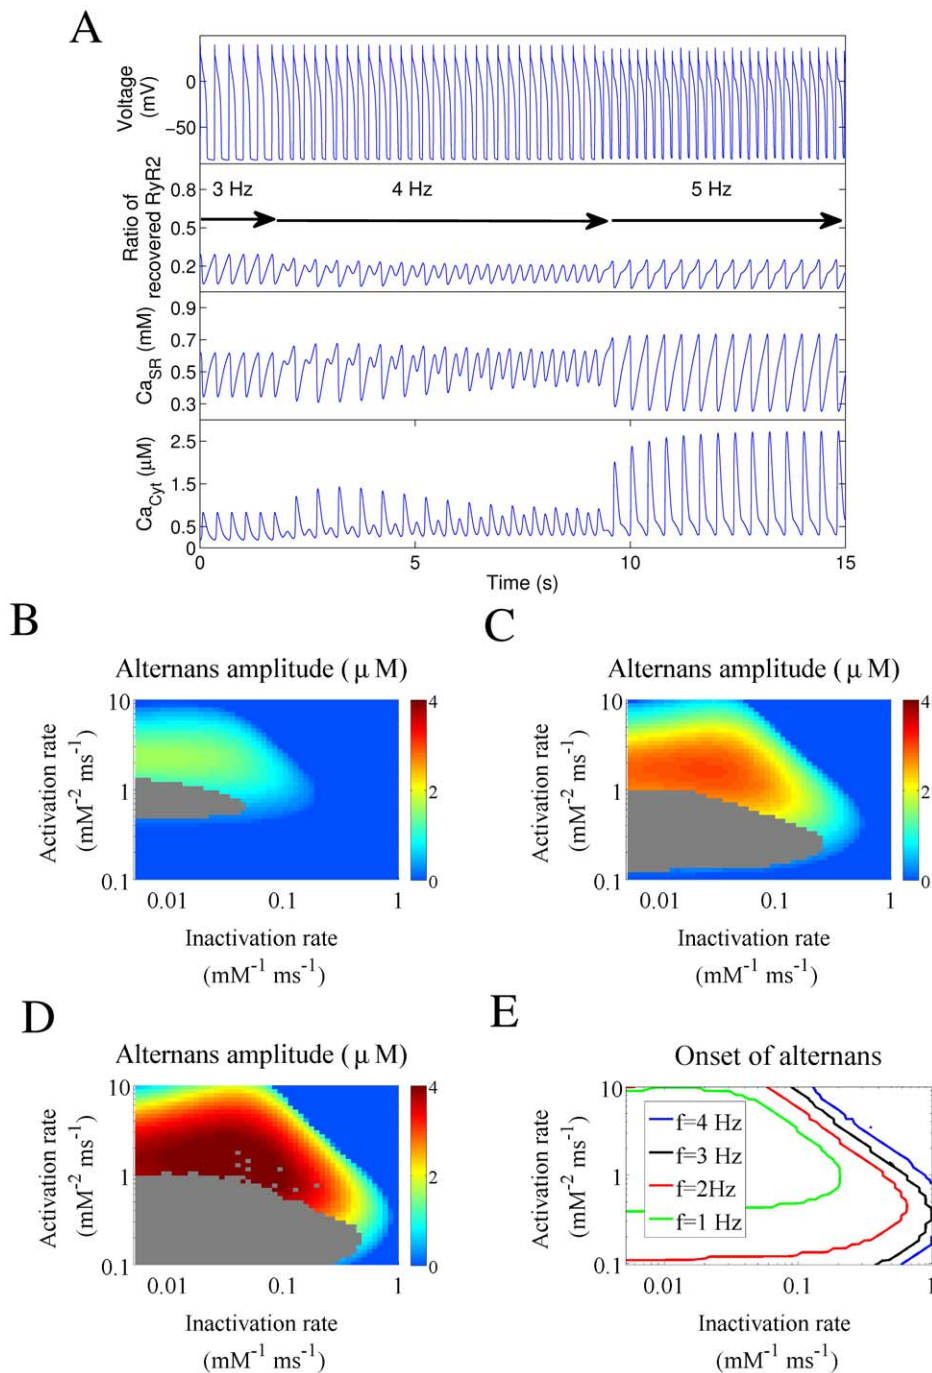 A
Voltage
(mV)
0
−50
Ratio of
recovered RyR2
0.8
0.5
0.2
3 Hz
4 Hz
5 Hz
Ca_SR (mM)
0.9
0.7
0.5
0.3
Ca_Cyt (μM)
2.5
1.5
0.5
0
0
5
10
15
Time (s)
B
Alternans amplitude ( μ M)
Activation rate
(mM⁻² ms⁻¹)
10
1
0.1
4
2
0
0.01
0.1
1
Inactivation rate
(mM⁻¹ ms⁻¹)
C
Alternans amplitude ( μ M)
Activation rate
(mM⁻² ms⁻¹)
10
1
0.1
4
2
0
0.01
0.1
1
Inactivation rate
(mM⁻¹ ms⁻¹)
D
Alternans amplitude ( μ M)
Activation rate
(mM⁻² ms⁻¹)
10
1
0.1
4
2
0
0.01
0.1
1
Inactivation rate
(mM⁻¹ ms⁻¹)
E
Onset of alternans
Activation rate
(mM⁻² ms⁻¹)
10
1
0.1
f=4 Hz
f=3 Hz
f=2Hz
f=1 Hz
0.01
0.1
1
Inactivation rate
(mM⁻¹ ms⁻¹)